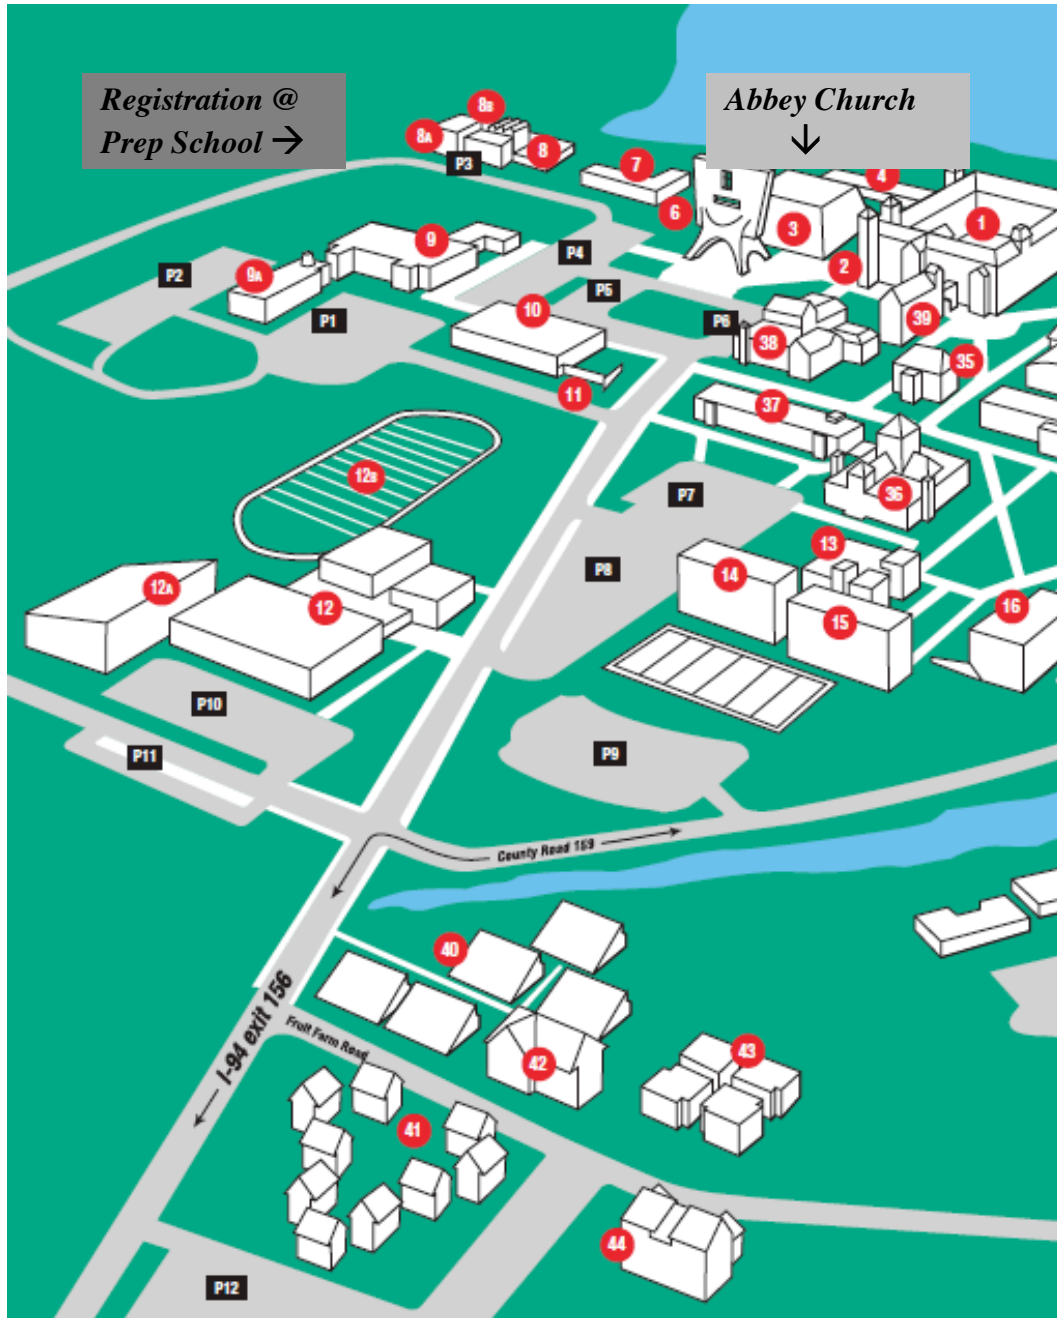 Registration @
Prep School →
Abbey Church
↓
8B
8A
8
P3
7
4
6
3
1
9
2
P4
P2
9A
P5
39
10
P1
P6
38
35
11
37
12B
36
P7
13
P8
14
12A
12
16
15
P10
P9
P11
County Road 159
40
I-94 exit 156
Fruit Farm Road
43
42
41
44
P12